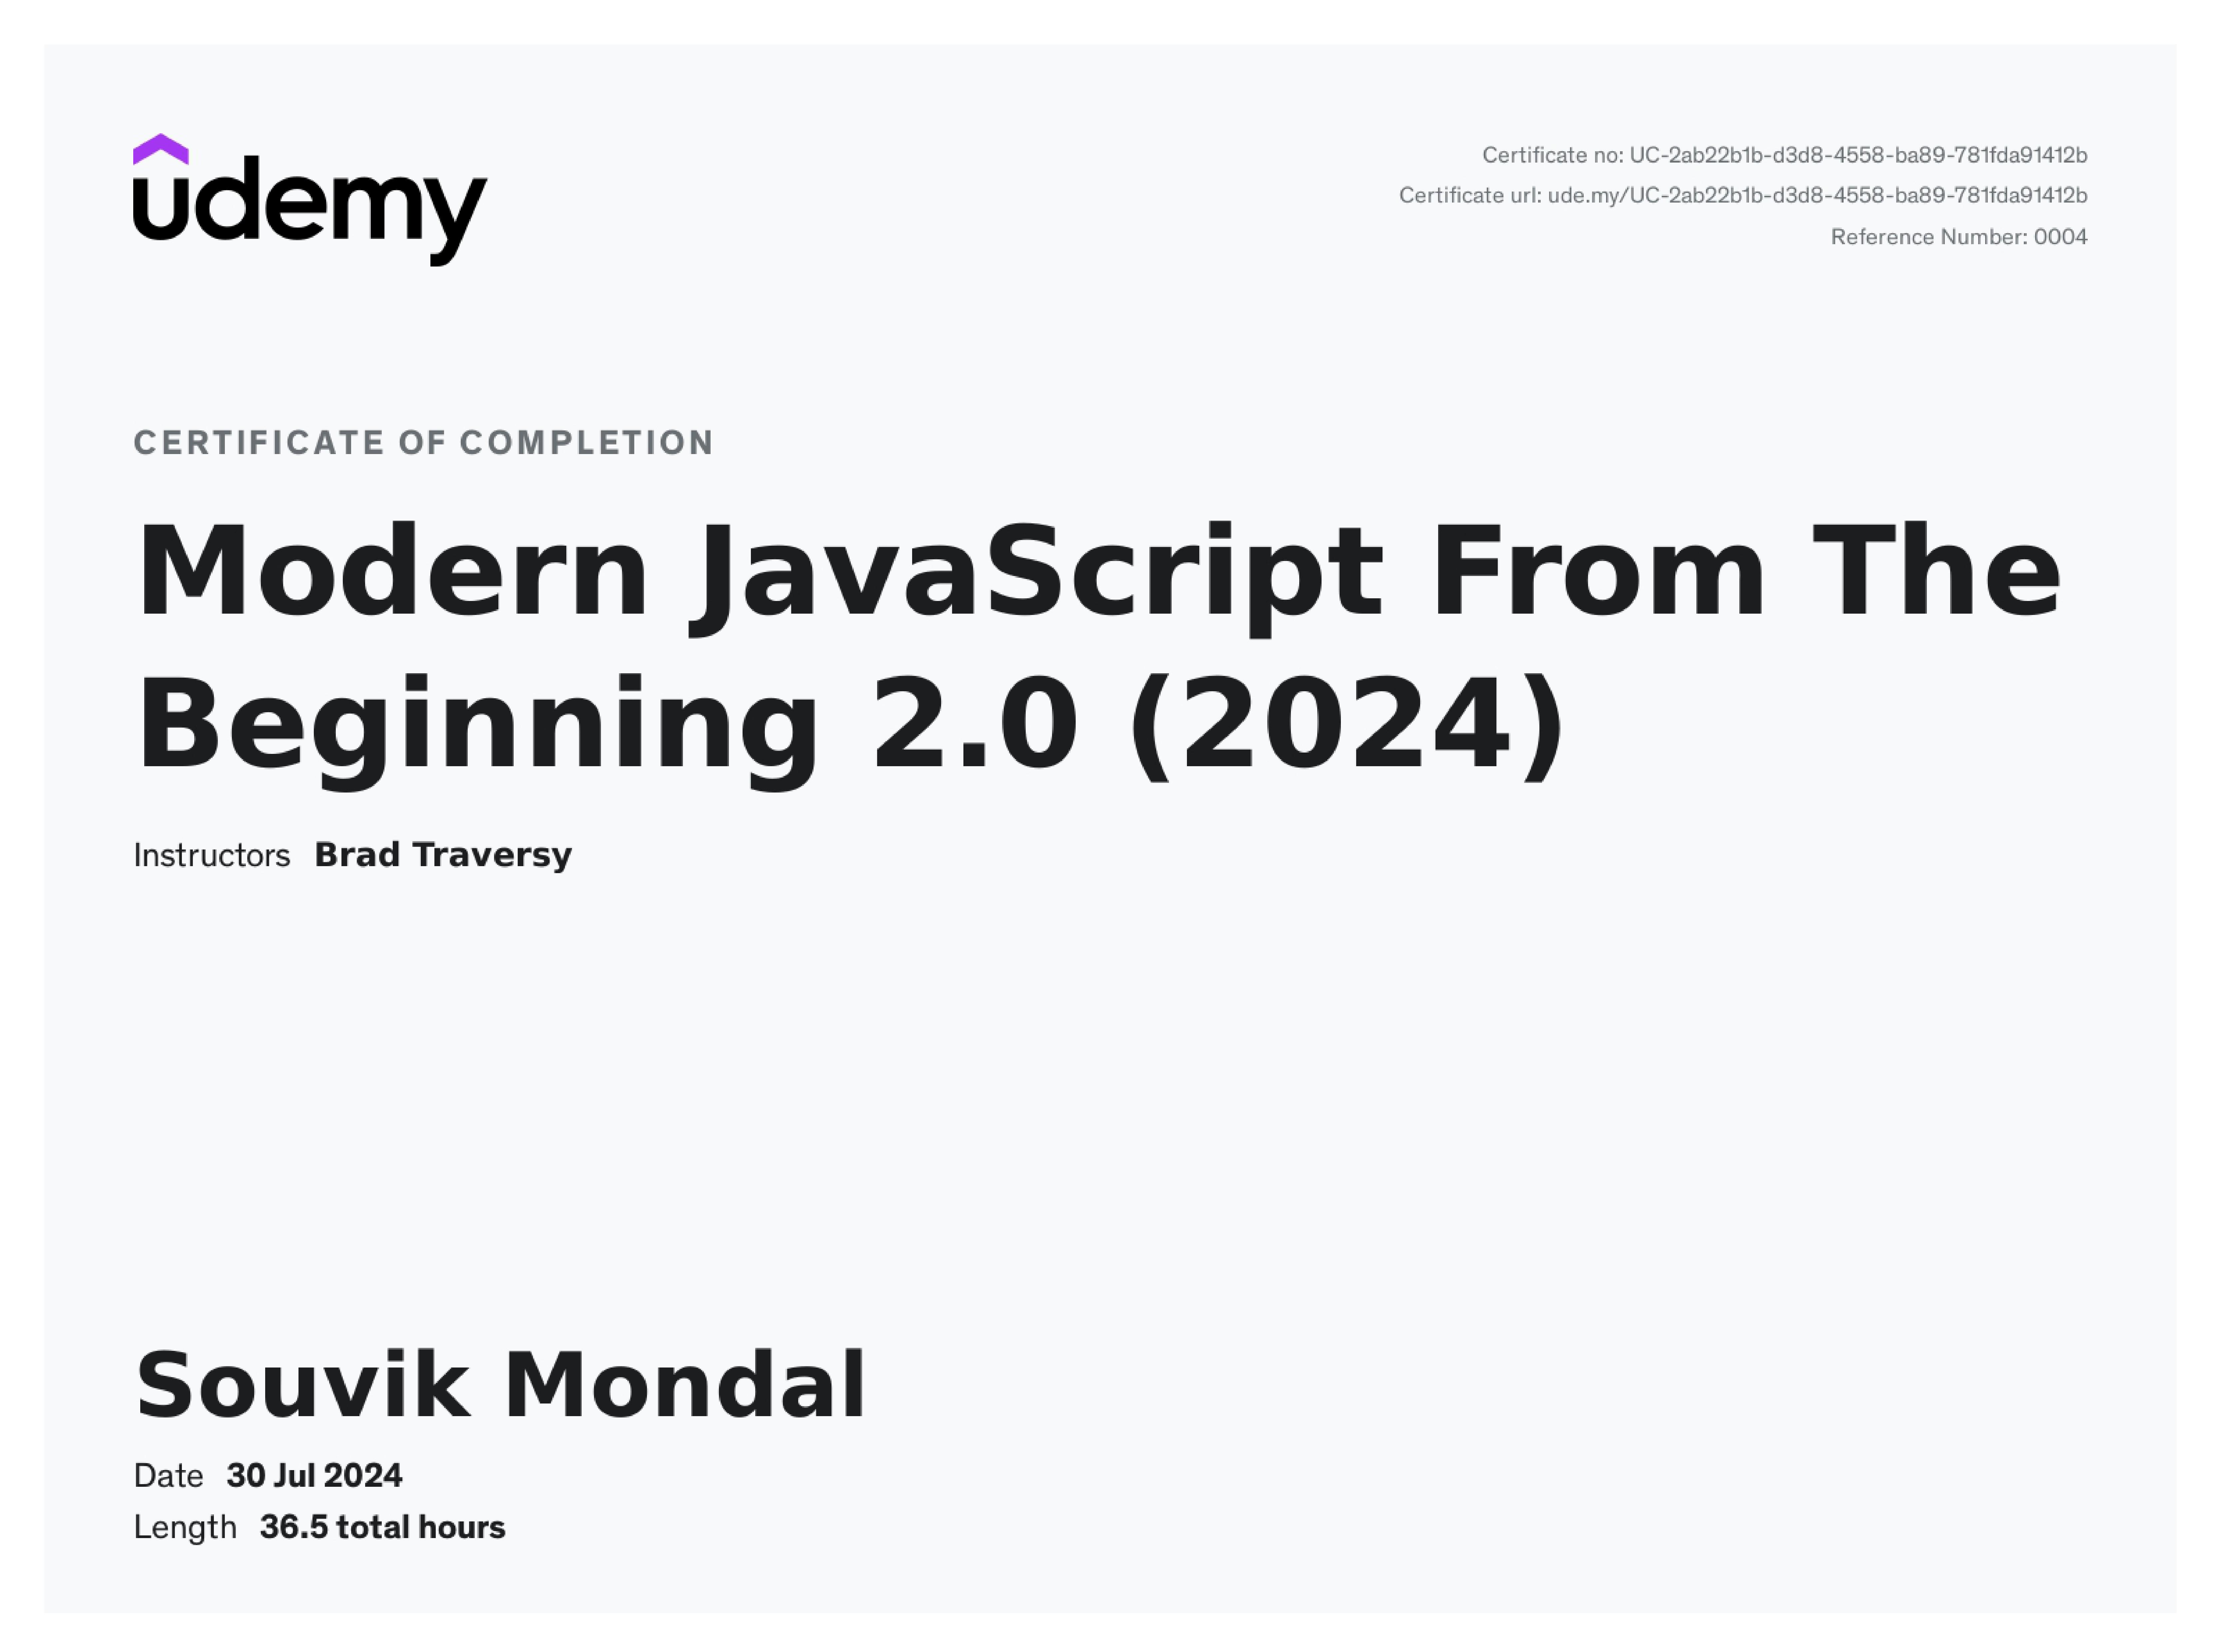 udemy
Certificate no: UC-2ab22b1b-d3d8-4558-ba89-781fda91412b
Certificate url: ude.my/UC-2ab22b1b-d3d8-4558-ba89-781fda91412b
Reference Number: 0004
CERTIFICATE OF COMPLETION
Modern JavaScript From The
Beginning 2.0 (2024)
Instructors Brad Traversy
Souvik Mondal
Date 30 Jul 2024
Length 36.5 total hours